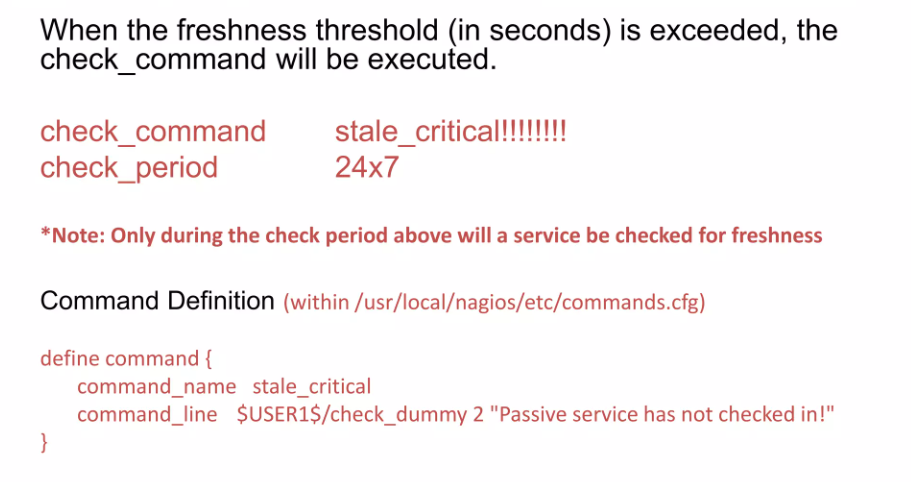 When the freshness threshold (in seconds) is exceeded, the
check_command will be executed.
check_command stale_critical!!!!!!!!
check_period 24x7
*Note: Only during the check period above will a service be checked for freshness
Command Definition (within /usr/local/nagios/etc/commands.cfg)
define command {
command_name stale_critical
command_line $USER1$/check_dummy 2 "Passive service has not checked in!"
}